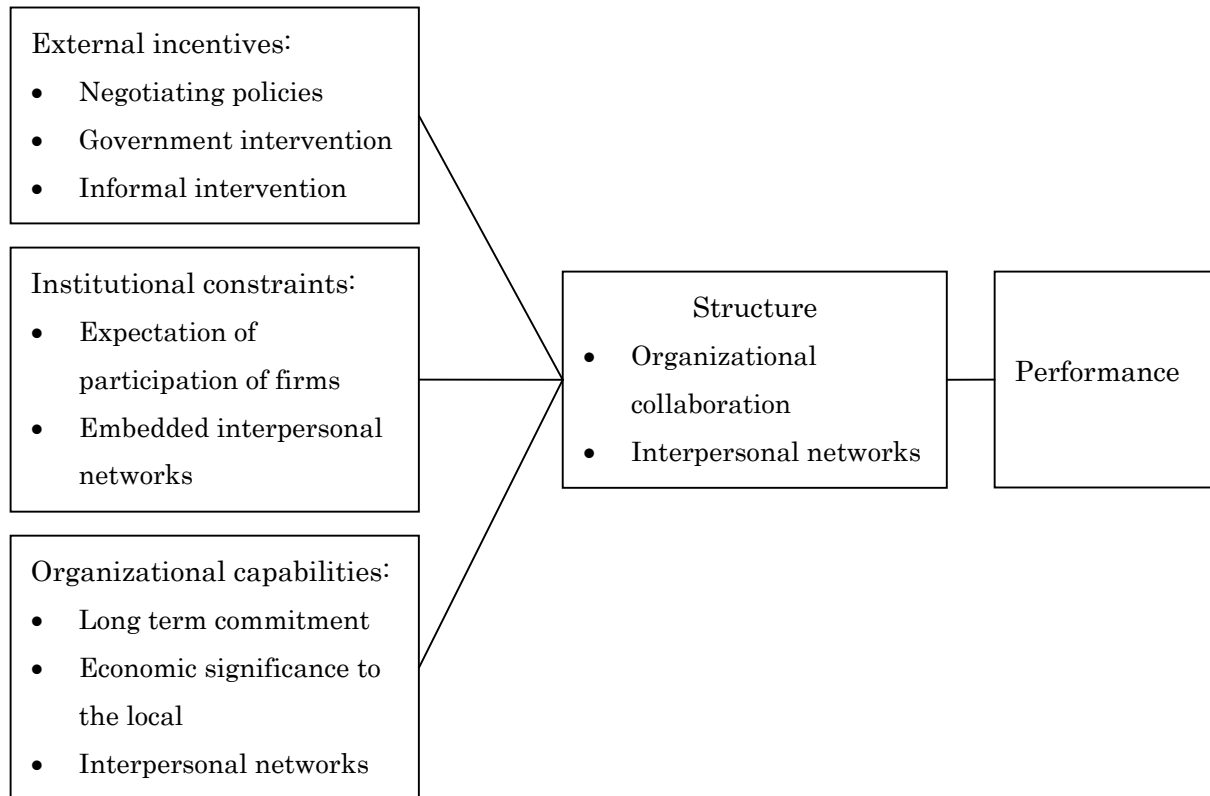 External incentives:
• Negotiating policies
• Government intervention
• Informal intervention
Institutional constraints:
• Expectation of
participation of firms
• Embedded interpersonal
networks
Organizational capabilities:
• Long term commitment
• Economic significance to
the local
• Interpersonal networks
Structure
• Organizational
collaboration
• Interpersonal networks
Performance